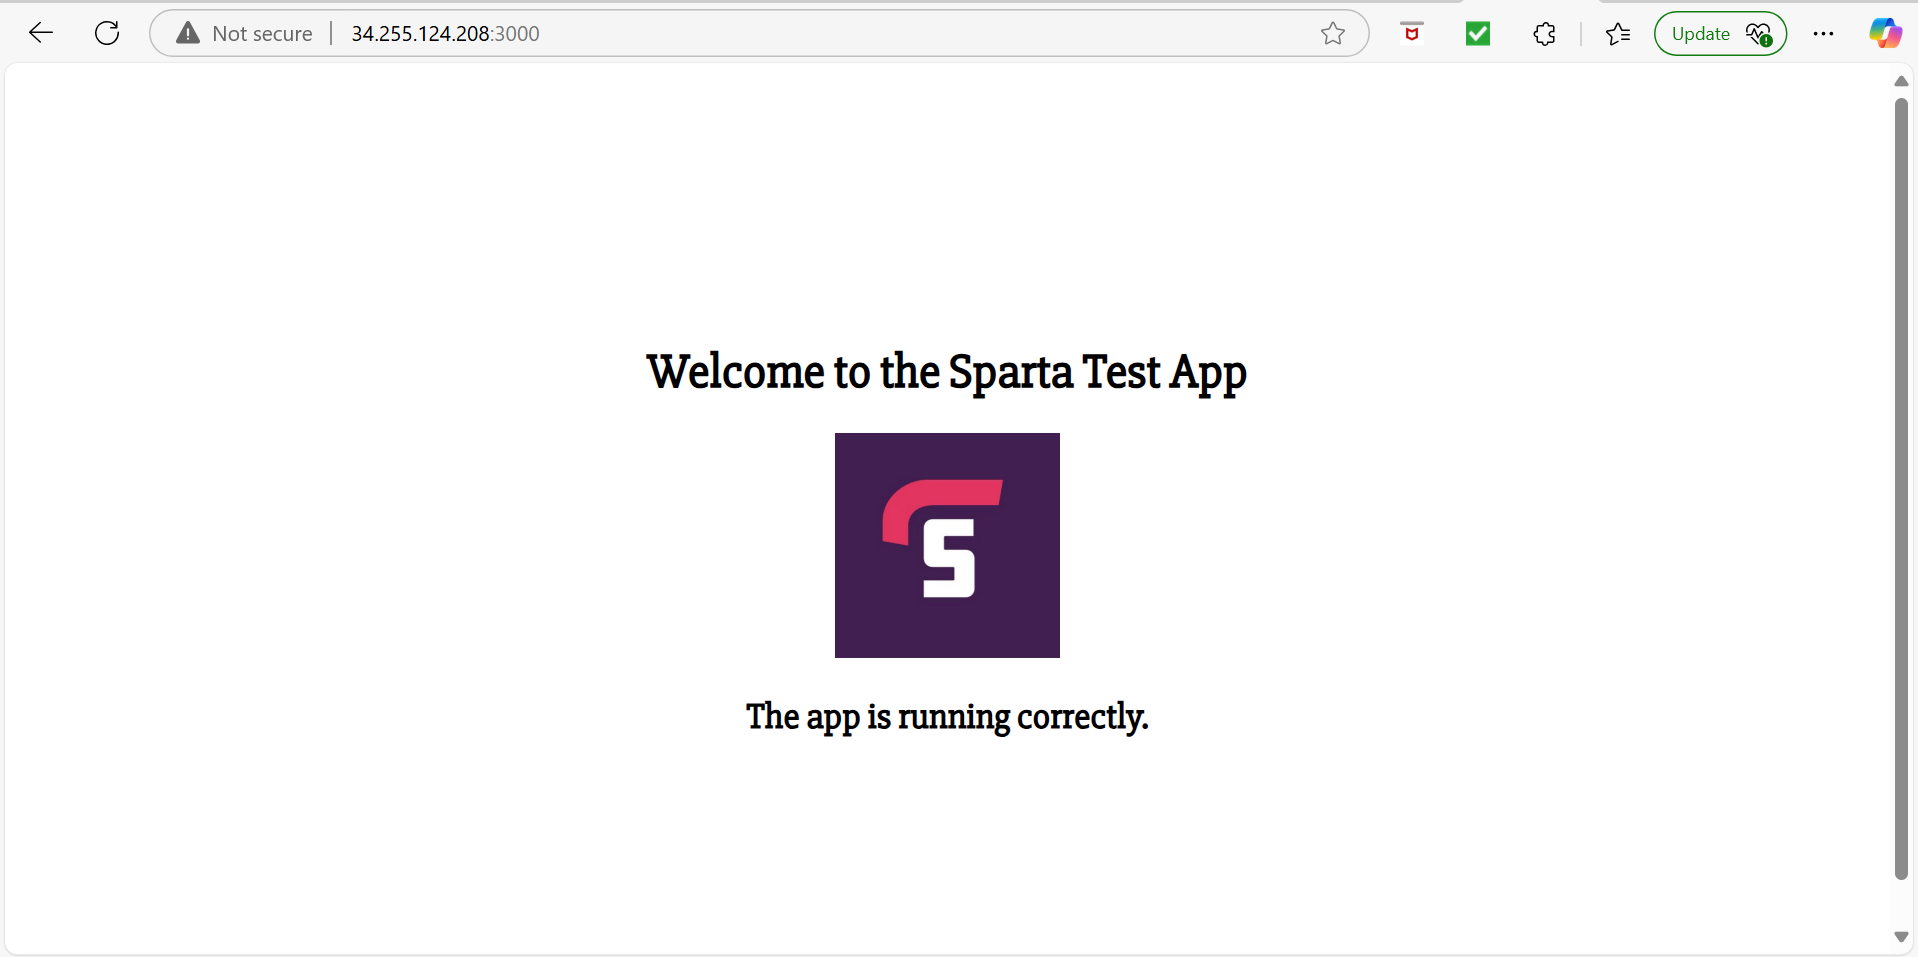 Not secure
34.255.124.208:3000
Update
Welcome to the Sparta Test App
S
The app is running correctly.